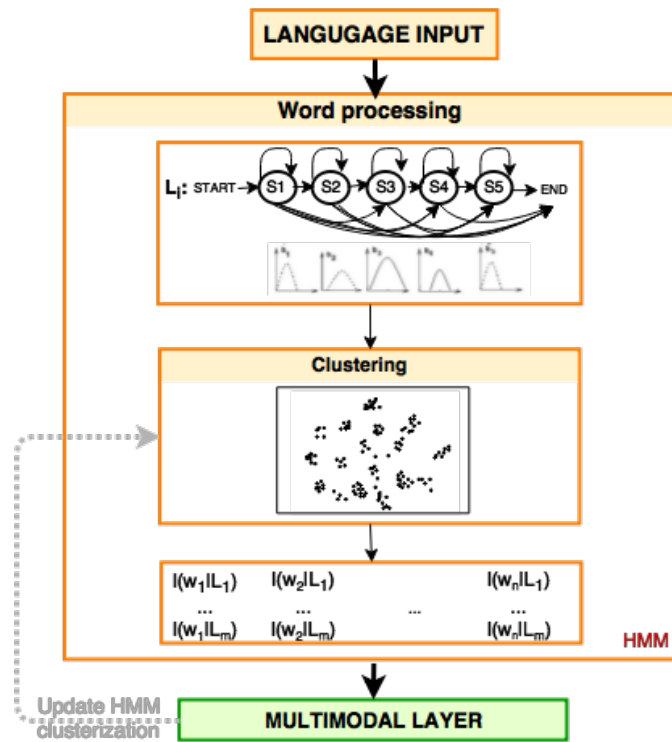 LANGUGAGE INPUT
Word processing
Lᵢ: START S1 S2 S3 S4 S5 END
Clustering
l(w₁|L₁) l(w₂|L₁) l(wₙ|L₁)
... ... ... ...
l(w₁|Lₘ) l(w₂|Lₘ) l(wₙ|Lₘ)
HMM
Update HMM
clusterization
MULTIMODAL LAYER